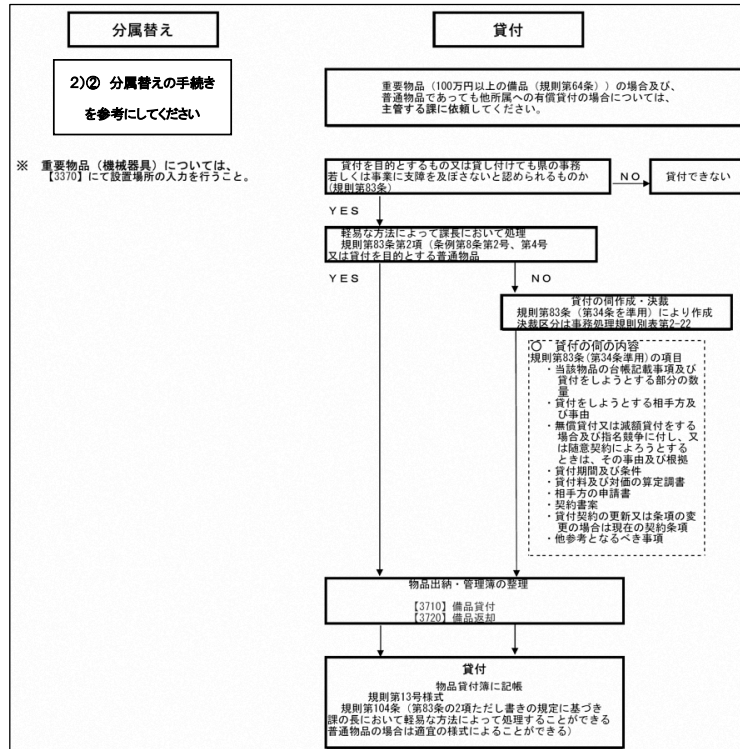 分属替え
2)② 分属替えの手続き
を参考にしてください
※　重要物品（機械器具）については、
【3370】にて設置場所の入力を行うこと。
貸付
重要物品（100万円以上の備品（規則第64条））の場合及び、
普通物品であっても他所属への有償貸付の場合については、
主管する課に依頼してください。
貸付を目的とするもの又は貸し付けても県の事務
若しくは事業に支障を及ぼさないと認められるものか
(規則第83条)
NO
貸付できない
YES
軽易な方法によって課長において処理
規則第83条第2項（条例第8条第2号、第4号
又は貸付を目的とする普通物品
YES
NO
貸付の伺作成・決裁
規則第83条（第34条を準用）により作成
決裁区分は事務処理規則別表第2-22
○　貸付の伺の内容
規則第83条(第34条準用)の項目
・当該物品の台帳記載事項及び
貸付をしようとする部分の数
量
・貸付をしようとする相手方及
び事由
・無償貸付又は減額貸付をする
場合及び指名競争に付し、又
は随意契約によろうとする
ときは、その事由及び根拠
・貸付期間及び条件
・貸付料及び対価の算定調書
・相手方の申請書
・契約書案
・貸付契約の更新又は条項の変
更の場合は現在の契約条項
・他参考となるべき事項
物品出納・管理簿の整理
【3710】備品貸付
【3720】備品返却
貸付
物品貸付簿に記帳
規則第13号様式
規則第104条（第83条の2項ただし書きの規定に基づき
課の長において軽易な方法によって処理することができる
普通物品の場合は適宜の様式によることができる）